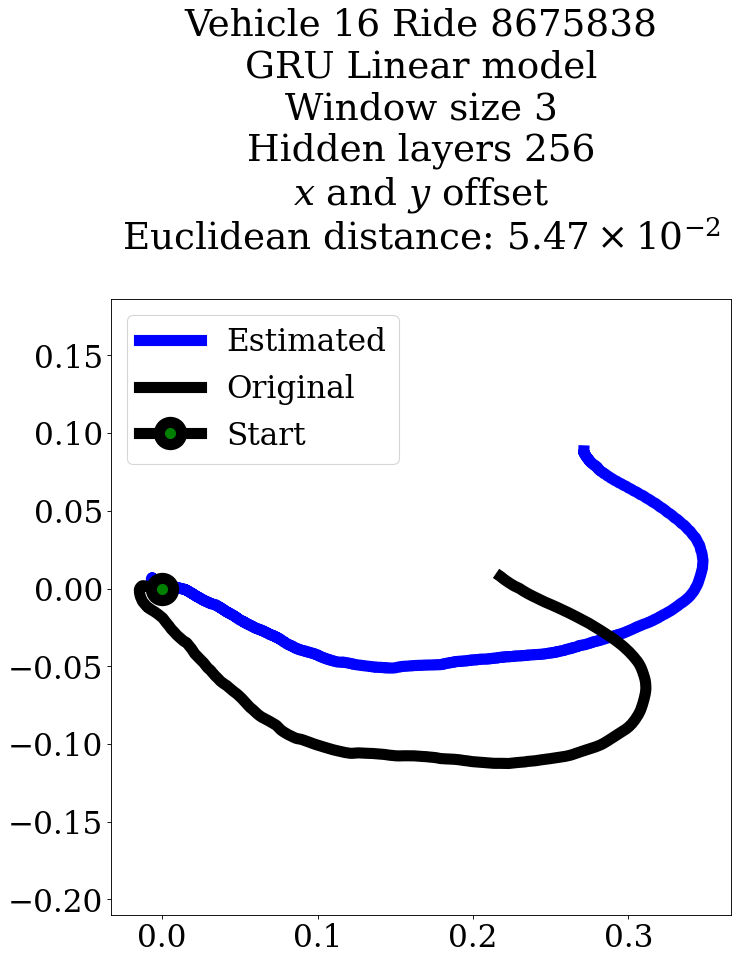 Vehicle 16 Ride 8675838
GRU Linear model
Window size 3
Hidden layers 256
x and y offset
Euclidean distance: 5.47 × 10⁻²
Estimated
Original
Start
0.15
0.10
0.05
0.00
−0.05
−0.10
−0.15
−0.20
0.0 0.1 0.2 0.3